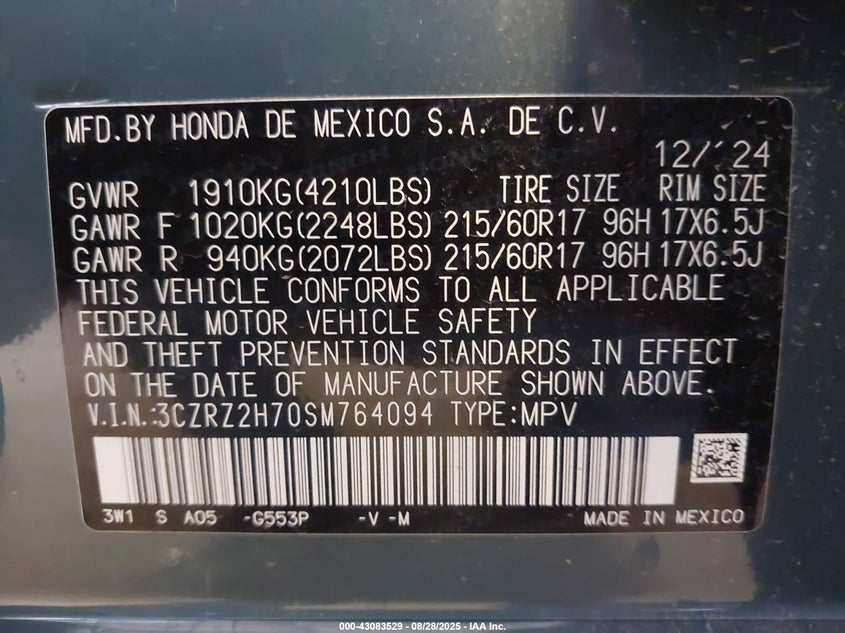 MFD.BY HONDA DE MEXICO S.A. DE C.V.
12/'24
GVWR 1910KG(4210LBS) TIRE SIZE RIM SIZE
GAWR F 1020KG(2248LBS) 215/60R17 96H 17X6.5J
GAWR R 940KG(2072LBS) 215/60R17 96H 17X6.5J
THIS VEHICLE CONFORMS TO ALL APPLICABLE
FEDERAL MOTOR VEHICLE SAFETY
AND THEFT PREVENTION STANDARDS IN EFFECT
ON THE DATE OF MANUFACTURE SHOWN ABOVE.
V.I.N.:3CZRZ2H70SM764094 TYPE:MPV
3W1 S A05 -G553P -V -M MADE IN MEXICO
000-43083529 - 08/28/2025 - IAA Inc.